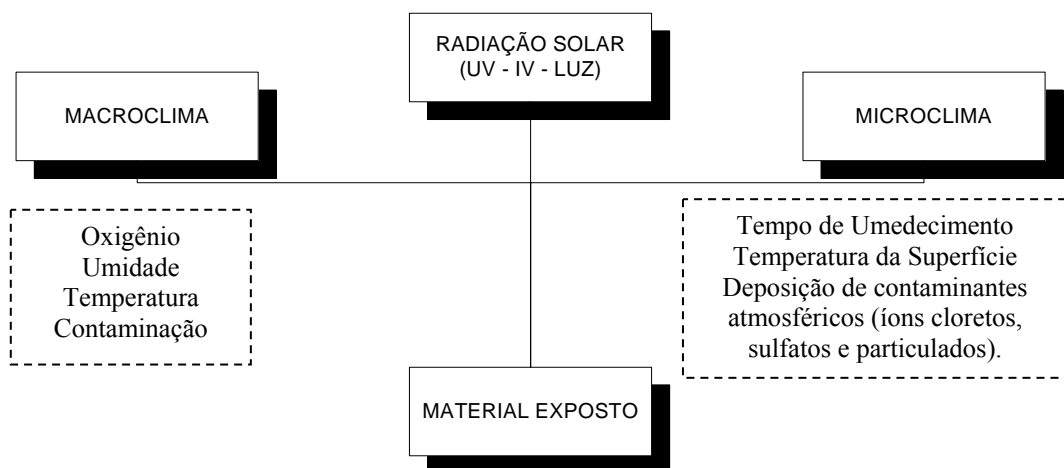 RADIAÇÃO SOLAR
(UV - IV - LUZ)
MACROCLIMA
MICROCLIMA
Oxigênio
Umidade
Temperatura
Contaminação
Tempo de Umedecimento
Temperatura da Superfície
Deposição de contaminantes
atmosféricos (íons cloretos,
sulfatos e particulados).
MATERIAL EXPOSTO